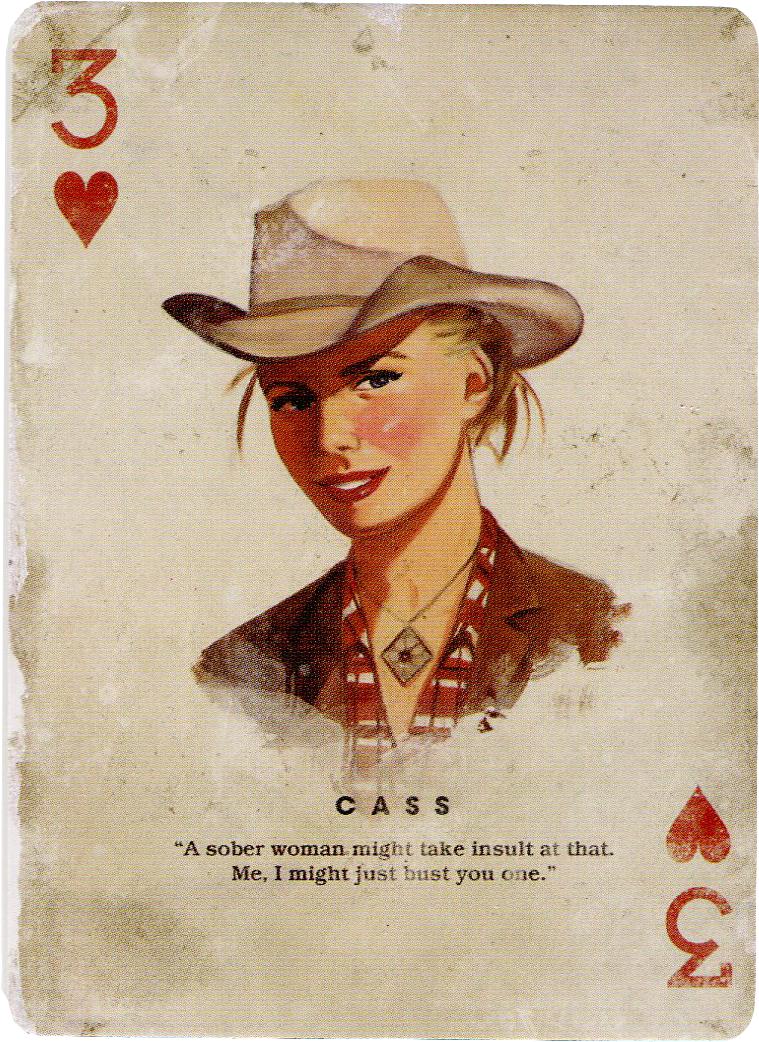 3
CASS
“A sober woman might take insult at that.
Me, I might just bust you one.”
3